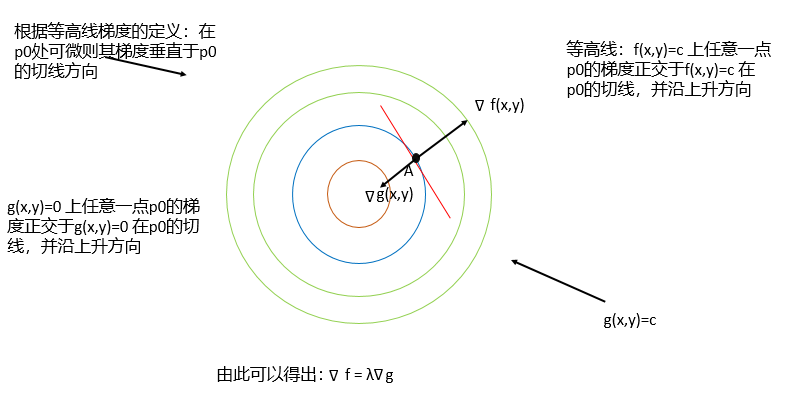 根据等高线梯度的定义：在
p0处可微则其梯度垂直于p0
的切线方向
等高线：f(x,y)=c 上任意一点
p0的梯度正交于f(x,y)=c 在
p0的切线，并沿上升方向
∇ f(x,y)
A
∇g(x,y)
g(x,y)=0 上任意一点p0的梯
度正交于g(x,y)=0 在p0的切
线，并沿上升方向
g(x,y)=c
由此可以得出：∇ f = λ∇g